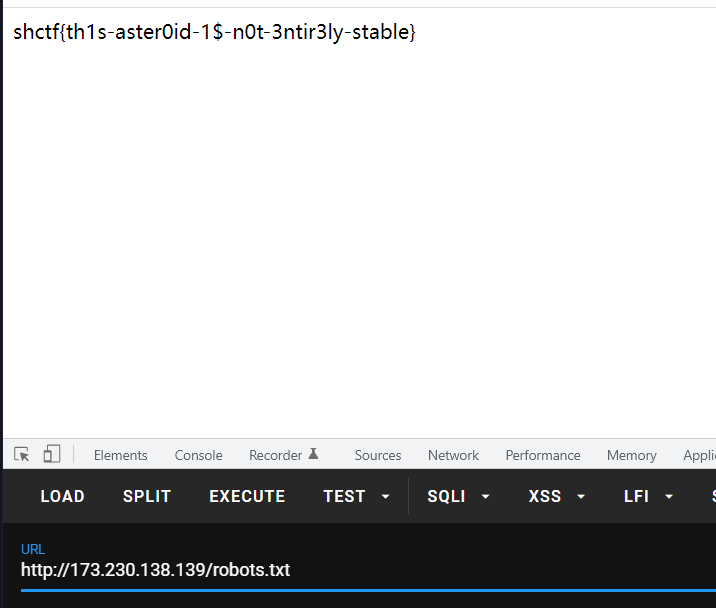 shctf{th1s-aster0id-1$-n0t-3ntir3ly-stable}
Elements Console Recorder Sources Network Performance Memory
LOAD SPLIT EXECUTE TEST SQLI XSS LFI
URL
http://173.230.138.139/robots.txt